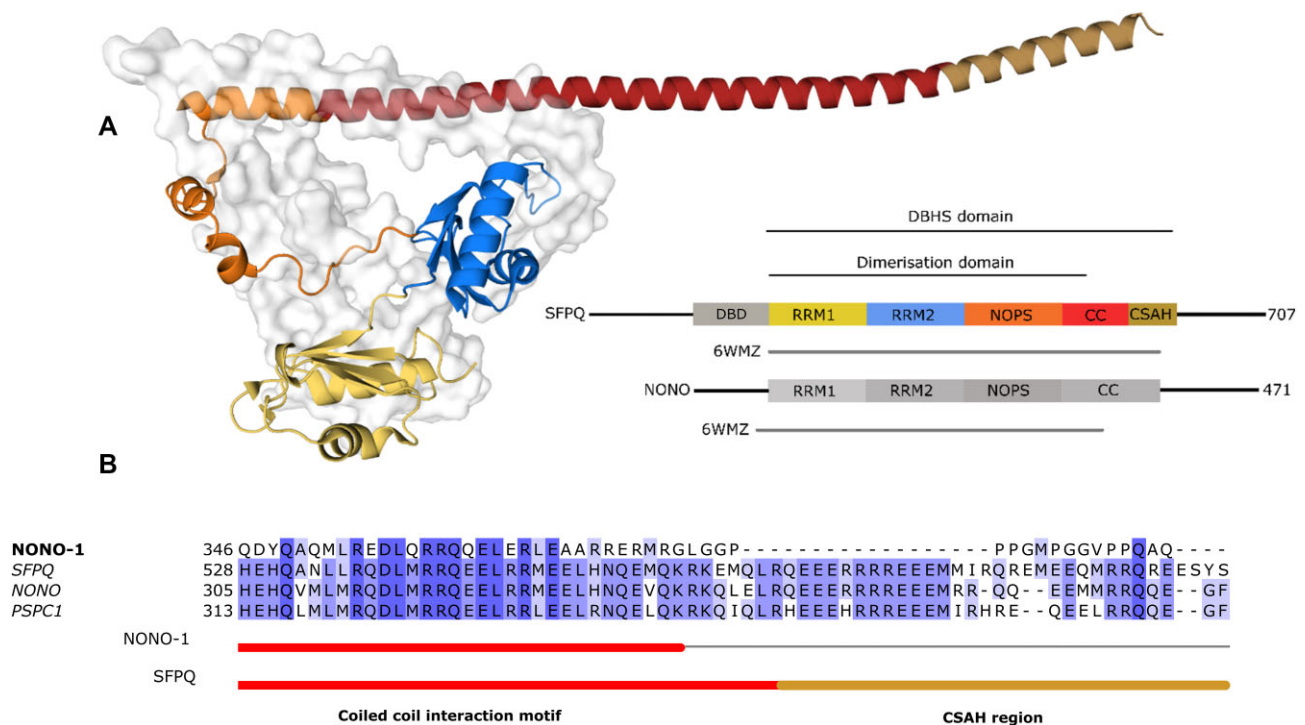 A
DBHS domain
Dimerisation domain
SFPQ DBD RRM1 RRM2 NOPS CC CSAH 707
6WMZ
NONO RRM1 RRM2 NOPS CC 471
6WMZ
B
NONO-1 346 QDYQAQMLREDLQRRQQELERLEAARRERMRGLGGP------------------PPGMPGGVPPQAQ----
SFPQ 528 HEHQANLLRQDLMRRQEELRRMEELHNQEMQKRKEMQLRQEEERRRREEEMMIRQREMEEQMRRQREESYS
NONO 305 HEHQVMLMRQDLMRRQEELRRMEELHNQEVQKRKQLELRQEEERRRREEEMRR-QQ--EEMMRRQQE--GF
PSPC1 313 HEHQLMLMRQDLMRRQEELRRLEELRNQELQKRKQIQLRHEEEHRRREEEMIRHRE--QEELRRQQE--GF
NONO-1
SFPQ
Coiled coil interaction motif CSAH region